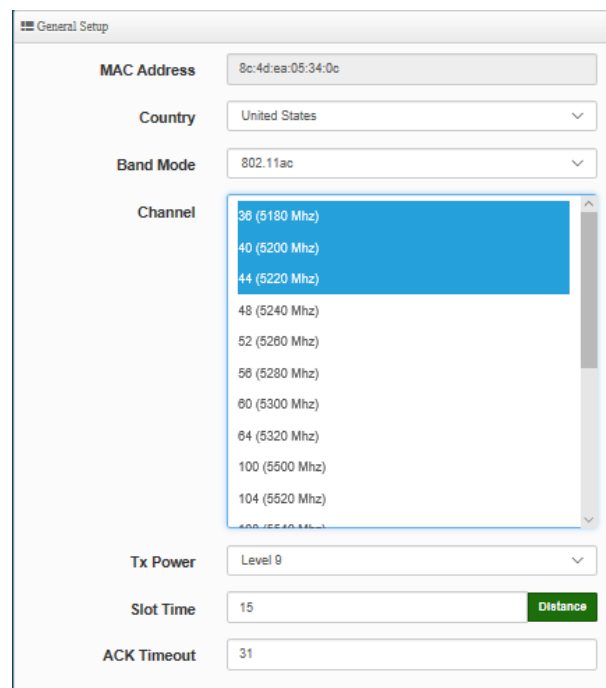 General Setup
MAC Address 8c:4d:ea:05:34:0c
Country United States
Band Mode 802.11ac
Channel 36 (5180 Mhz)
40 (5200 Mhz)
44 (5220 Mhz)
48 (5240 Mhz)
52 (5260 Mhz)
56 (5280 Mhz)
60 (5300 Mhz)
64 (5320 Mhz)
100 (5500 Mhz)
104 (5520 Mhz)
108 (5540 Mhz)
Tx Power Level 9
Slot Time 15 Distance
ACK Timeout 31